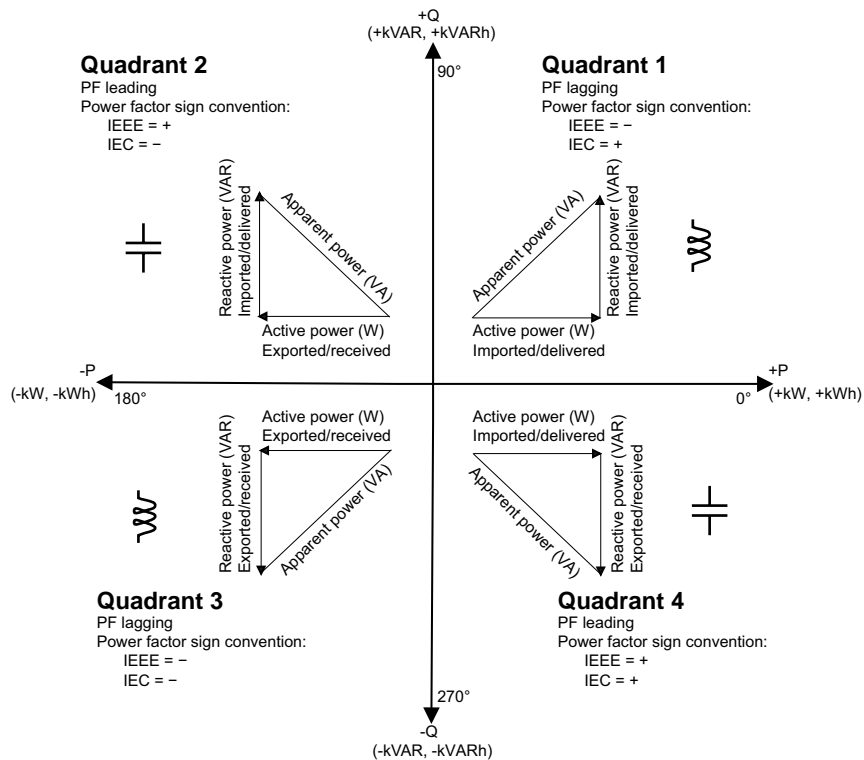 +Q
(+kVAR, +kVARh)
90°
Quadrant 2
PF leading
Power factor sign convention:
IEEE = +
IEC = −
Reactive power (VAR)
Imported/delivered
Apparent power (VA)
Active power (W)
Exported/received
Quadrant 1
PF lagging
Power factor sign convention:
IEEE = −
IEC = +
Apparent power (VA)
Reactive power (VAR)
Imported/delivered
Active power (W)
Imported/delivered
-P
(-kW, -kWh)
180°
0°
+P
(+kW, +kWh)
Active power (W)
Exported/received
Reactive power (VAR)
Exported/received
Apparent power (VA)
Quadrant 3
PF lagging
Power factor sign convention:
IEEE = −
IEC = −
Active power (W)
Imported/delivered
Apparent power (VA)
Reactive power (VAR)
Exported/received
Quadrant 4
PF leading
Power factor sign convention:
IEEE = +
IEC = +
270°
-Q
(-kVAR, -kVARh)